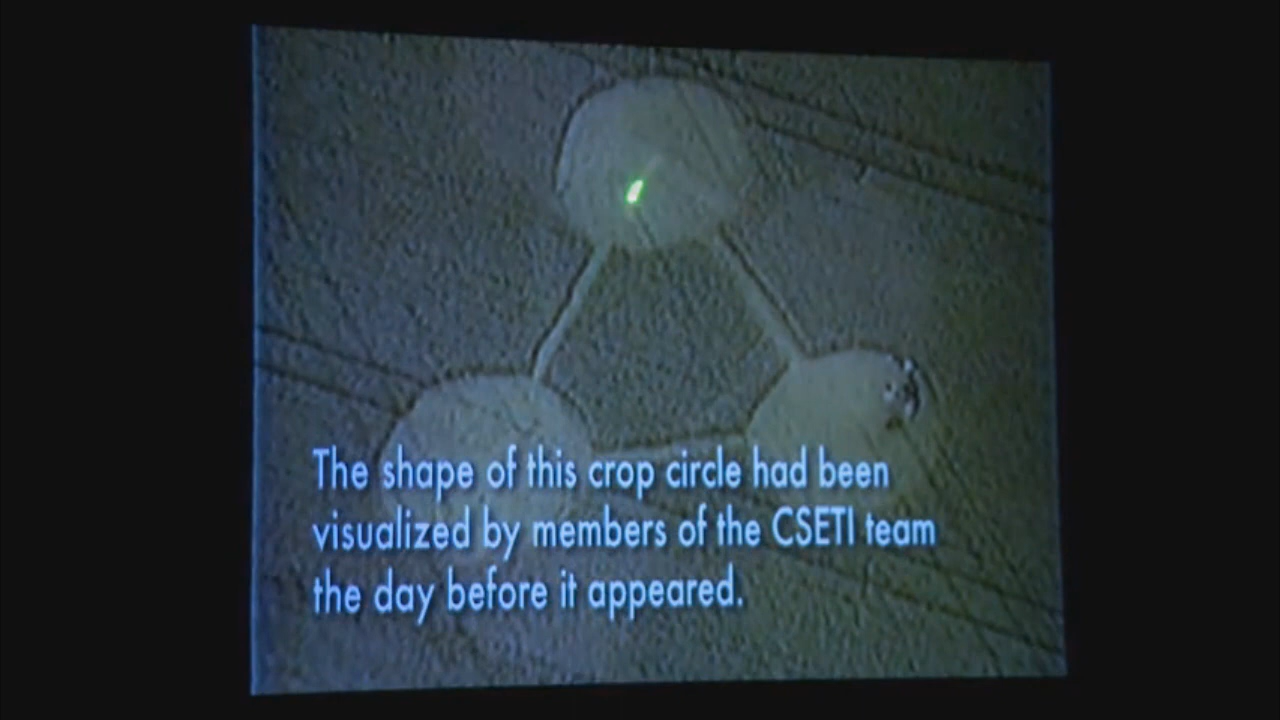 The shape of this crop circle had been
visualized by members of the CSETI team
the day before it appeared.